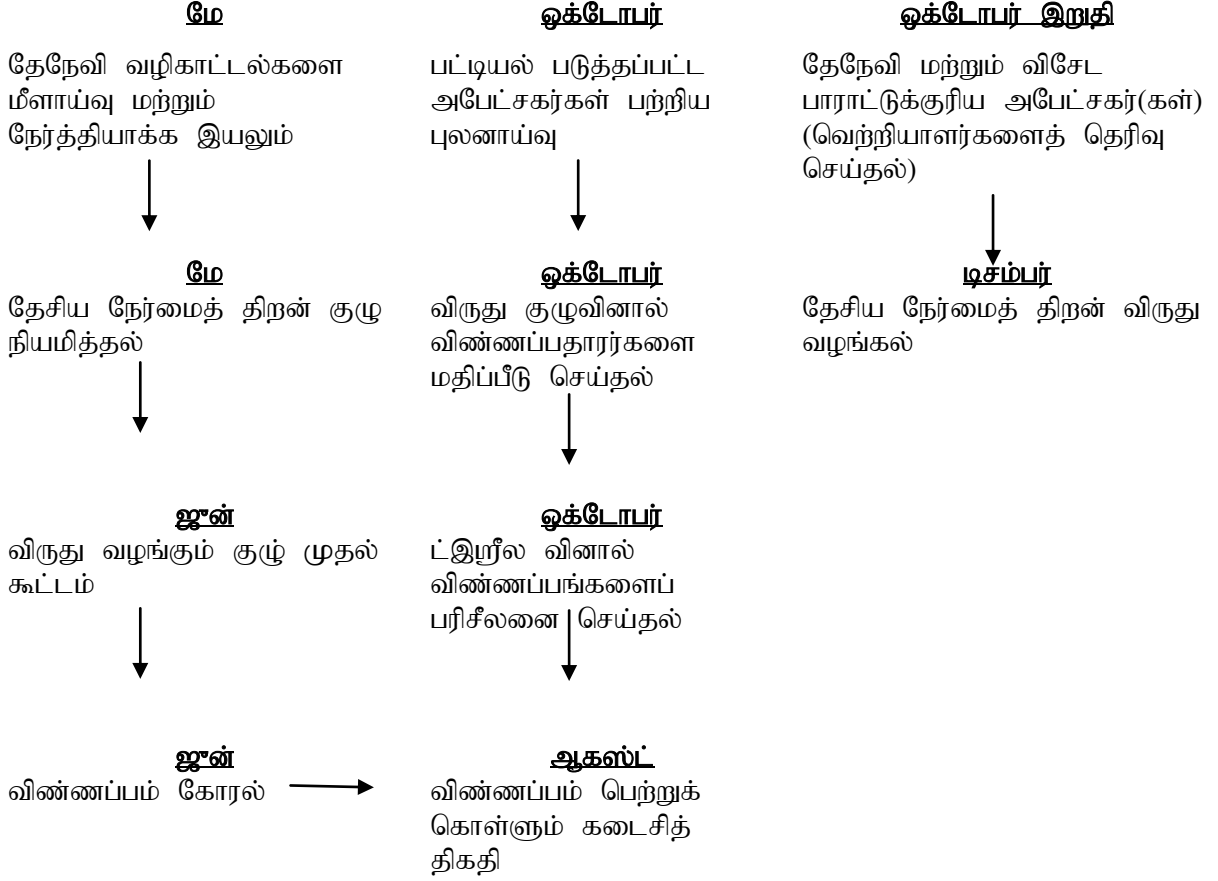 மே
தேநேவி வழிகாட்டல்களை
மீளாய்வு மற்றும்
நேர்த்தியாக்க இயலும்
மே
தேசிய நேர்மைத் திறன் குழு
நியமித்தல்
ஜுன்
விருது வழங்கும் குழு் முதல்
கூட்டம்
ஜுன்
விண்ணப்பம் கோரல்
ஒக்டோபர்
பட்டியல் படுத்தப்பட்ட
அபேட்சகர்கள் பற்றிய
புலனாய்வு
ஒக்டோபர்
விருது குழுவினால்
விண்ணப்பதாரர்களை
மதிப்பீடு செய்தல்
ஒக்டோபர்
ட்இறீல வினால்
விண்ணப்பங்களைப்
பரிசீலனை செய்தல்
ஆகஸ்ட்
விண்ணப்பம் பெற்றுக்
கொள்ளும் கடைசித்
திகதி
ஒக்டோபர் இறுதி
தேநேவி மற்றும் விசேட
பாராட்டுக்குரிய அபேட்சகர்(கள்)
(வெற்றியாளர்களைத் தெரிவு
செய்தல்)
டிசம்பர்
தேசிய நேர்மைத் திறன் விருது
வழங்கல்